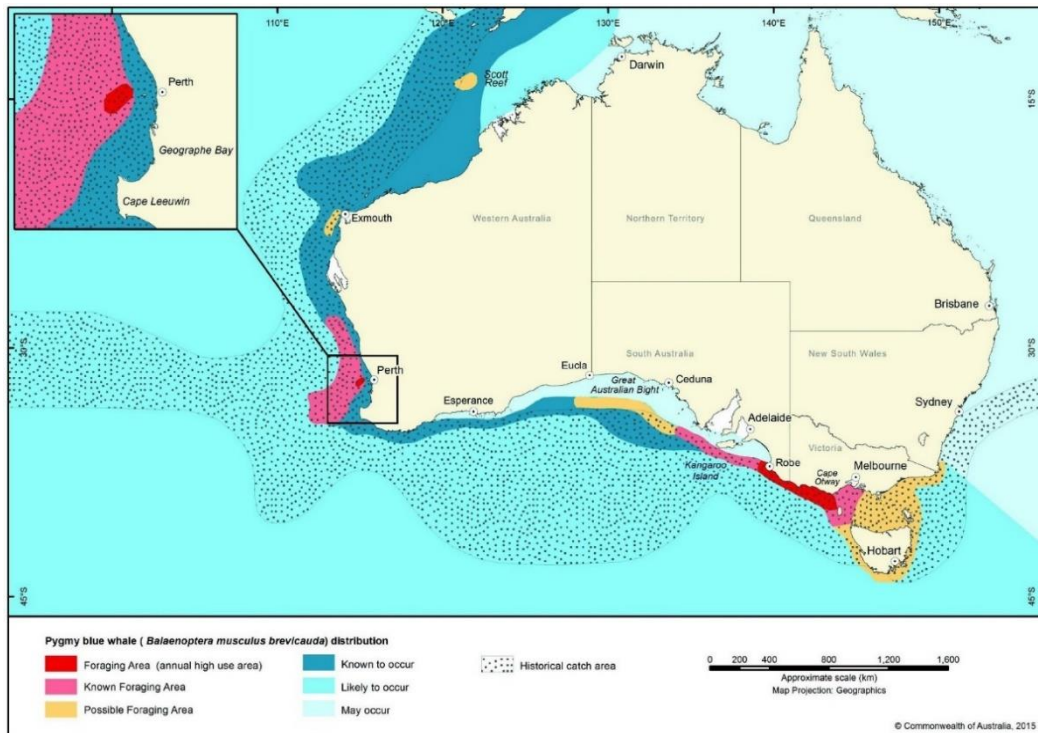 110°E
120°E
130°E
140°E
150°E
Perth
Geographe Bay
Cape Leeuwin
Scott
Reef
Darwin
15°S
Exmouth
Western Australia
Northern Territory
Queensland
Brisbane
30°S
30°S
Perth
Esperance
Eucla
South Australia
Great
Australian Bight
Ceduna
New South Wales
Sydney
Adelaide
Kangaroo
Island
Robe
Victoria
Cape
Otway
Melbourne
Hobart
45°S
45°S
Pygmy blue whale ( Balaenoptera musculus brevicauda) distribution
Foraging Area (annual high use area)
Known Foraging Area
Possible Foraging Area
Known to occur
Likely to occur
May occur
Historical catch area
0 200 400 800 1,200 1,600
Approximate scale (km)
Map Projection: Geographics
© Commonwealth of Australia, 2015